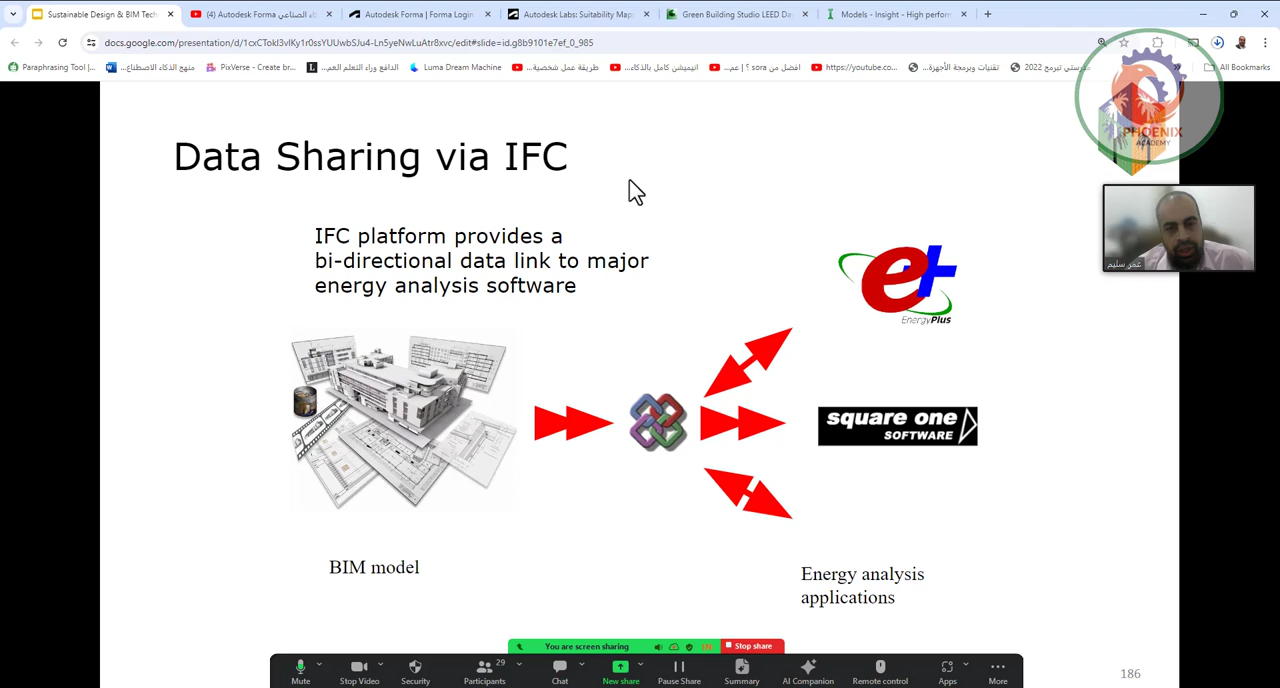 Sustainable Design & BIM Tech
(4) Autodesk Forma
Autodesk Forma | Forma Login
Autodesk Labs: Suitability Map
Green Building Studio LEED Da
Models - Insight - High perform
docs.google.com/presentation/d/1cxCTokI3vIKy1r0ssYUUwbSJu4-Ln5yeNwLuAtr8xvc/edit#slide=id.g8b9101e7ef_0_985
Paraphrasing Tool |...
منهج الذكاء الاصطناع...
PixVerse - Create br...
الدافع وراء التعلم العم...
Luma Dream Machine
طريقة عمل شخصية...
انيميشن كامل بالذكاء...
افضل من sora ؟ | عم...
https://youtube.co...
تقنيات وبرمجة الأجهزة...
2022 تبرمج
All Bookmarks
PHOENIX
ACADEMY
عمر سليم
Data Sharing via IFC
IFC platform provides a
bi-directional data link to major
energy analysis software
e+
EnergyPlus
square one
SOFTWARE
BIM model
Energy analysis
applications
186
You are screen sharing
Stop share
Mute
Stop Video
Security
Participants
29
Chat
New share
Pause Share
Summary
AI Companion
Remote control
Apps
More